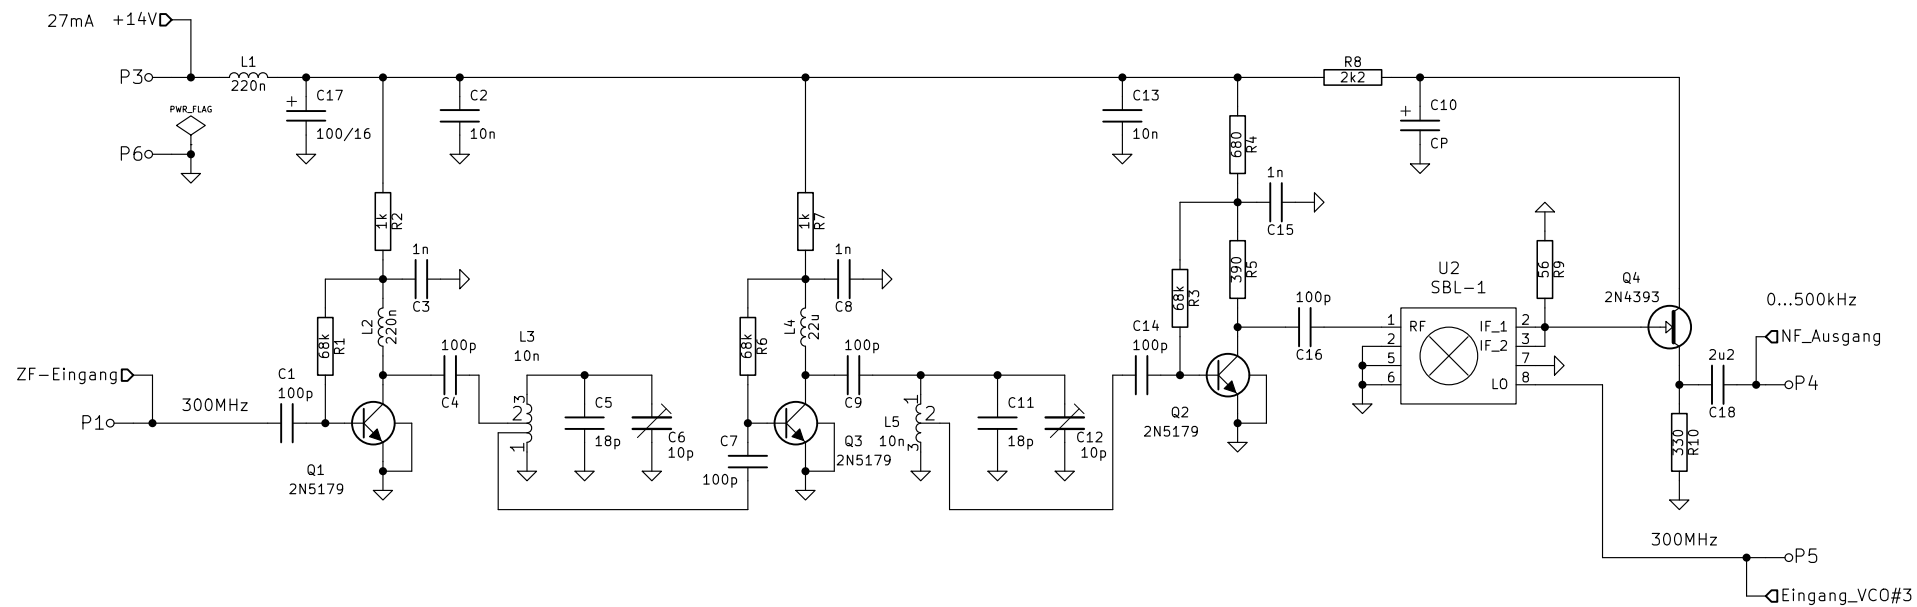 27mA +14V
P3
L1
220n
PWR_FLAG
P6
+ C17
100/16
C2
10n
C13
10n
R8
2k2
+ C10
CP
680
R4
1n
C15
1k
R2
1k
R7
1n
C3
1n
C8
390
R5
68k
R3
56
R9
U2
SBL-1
Q4
2N4393
0...500kHz
NF_Ausgang
68k
R1
L2
220n
68k
R6
L4
22u
100p
C4
L3
10n
100p
C9
C14
100p
100p
C16
1 RF IF_1 2
2 IF_2 3
5 7
6 LO 8
2u2
C18
P4
ZF-Eingang
P1
300MHz
C1
100p
Q1
2N5179
3
2
1
C5
18p
C6
10p
C7
100p
Q3
2N5179
L5
10n
1
2
3
C11
18p
C12
10p
Q2
2N5179
330
R10
300MHz
P5
Eingang_VCO#3